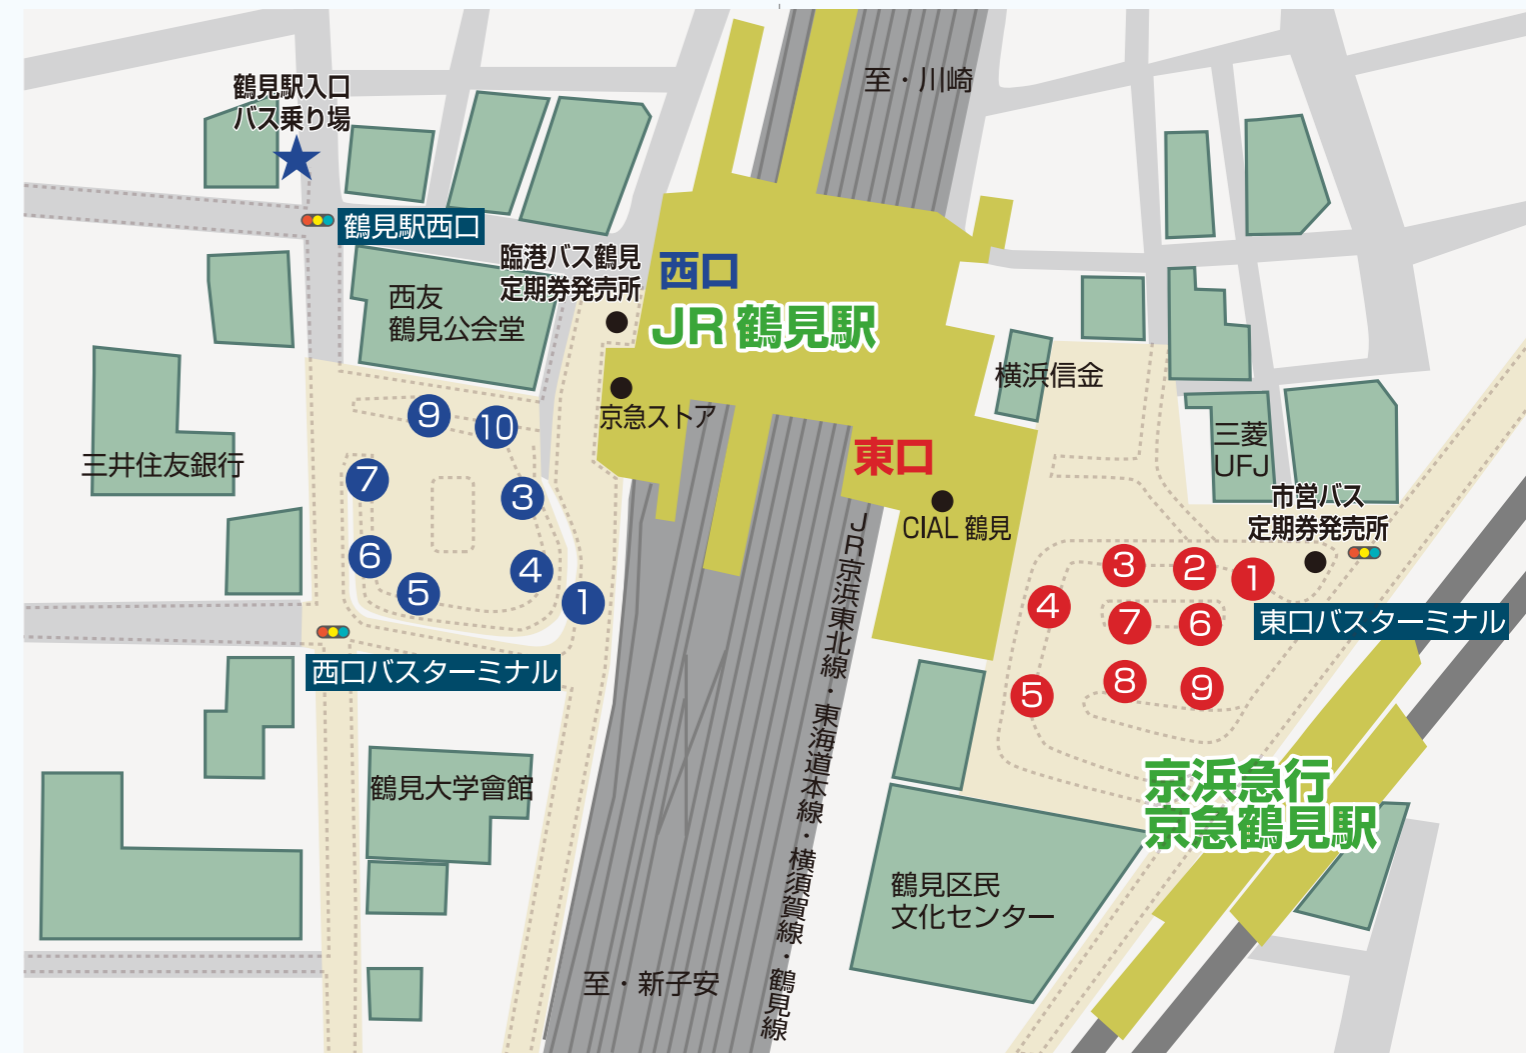 至・川崎
鶴見駅入口
バス乗り場
鶴見駅西口
臨港バス鶴見
定期券発売所
西口
JR 鶴見駅
西友
鶴見公会堂
京急ストア
横浜信金
三菱
UFJ
三井住友銀行
東口
CIAL 鶴見
市営バス
定期券発売所
9
10
7
3
6
4
5
1
3
2
1
4
7
6
5
8
9
東口バスターミナル
西口バスターミナル
JR京浜東北線・東海道本線・横須賀線・鶴見線
鶴見大学會館
京浜急行
京急鶴見駅
鶴見区民
文化センター
至・新子安